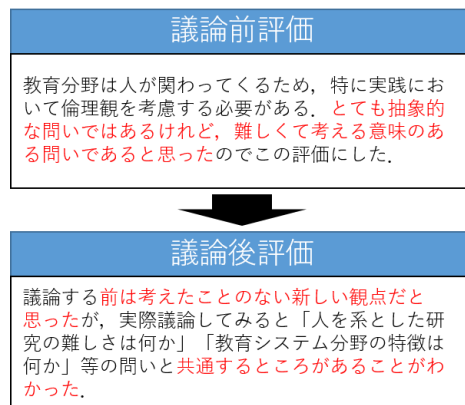 議論前評価
教育分野は人が関わってくるため，特に実践にお
いて倫理観を考慮する必要がある．とても抽象的
な問いではあるけれど，難しくて考える意味のあ
る問いであると思ったのでこの評価にした．
議論後評価
議論する前は考えたことのない新しい観点だと
思ったが，実際議論してみると「人を系とした研
究の難しさは何か」「教育システム分野の特徴は
何か」等の問いと共通するところがあることがわ
かった．